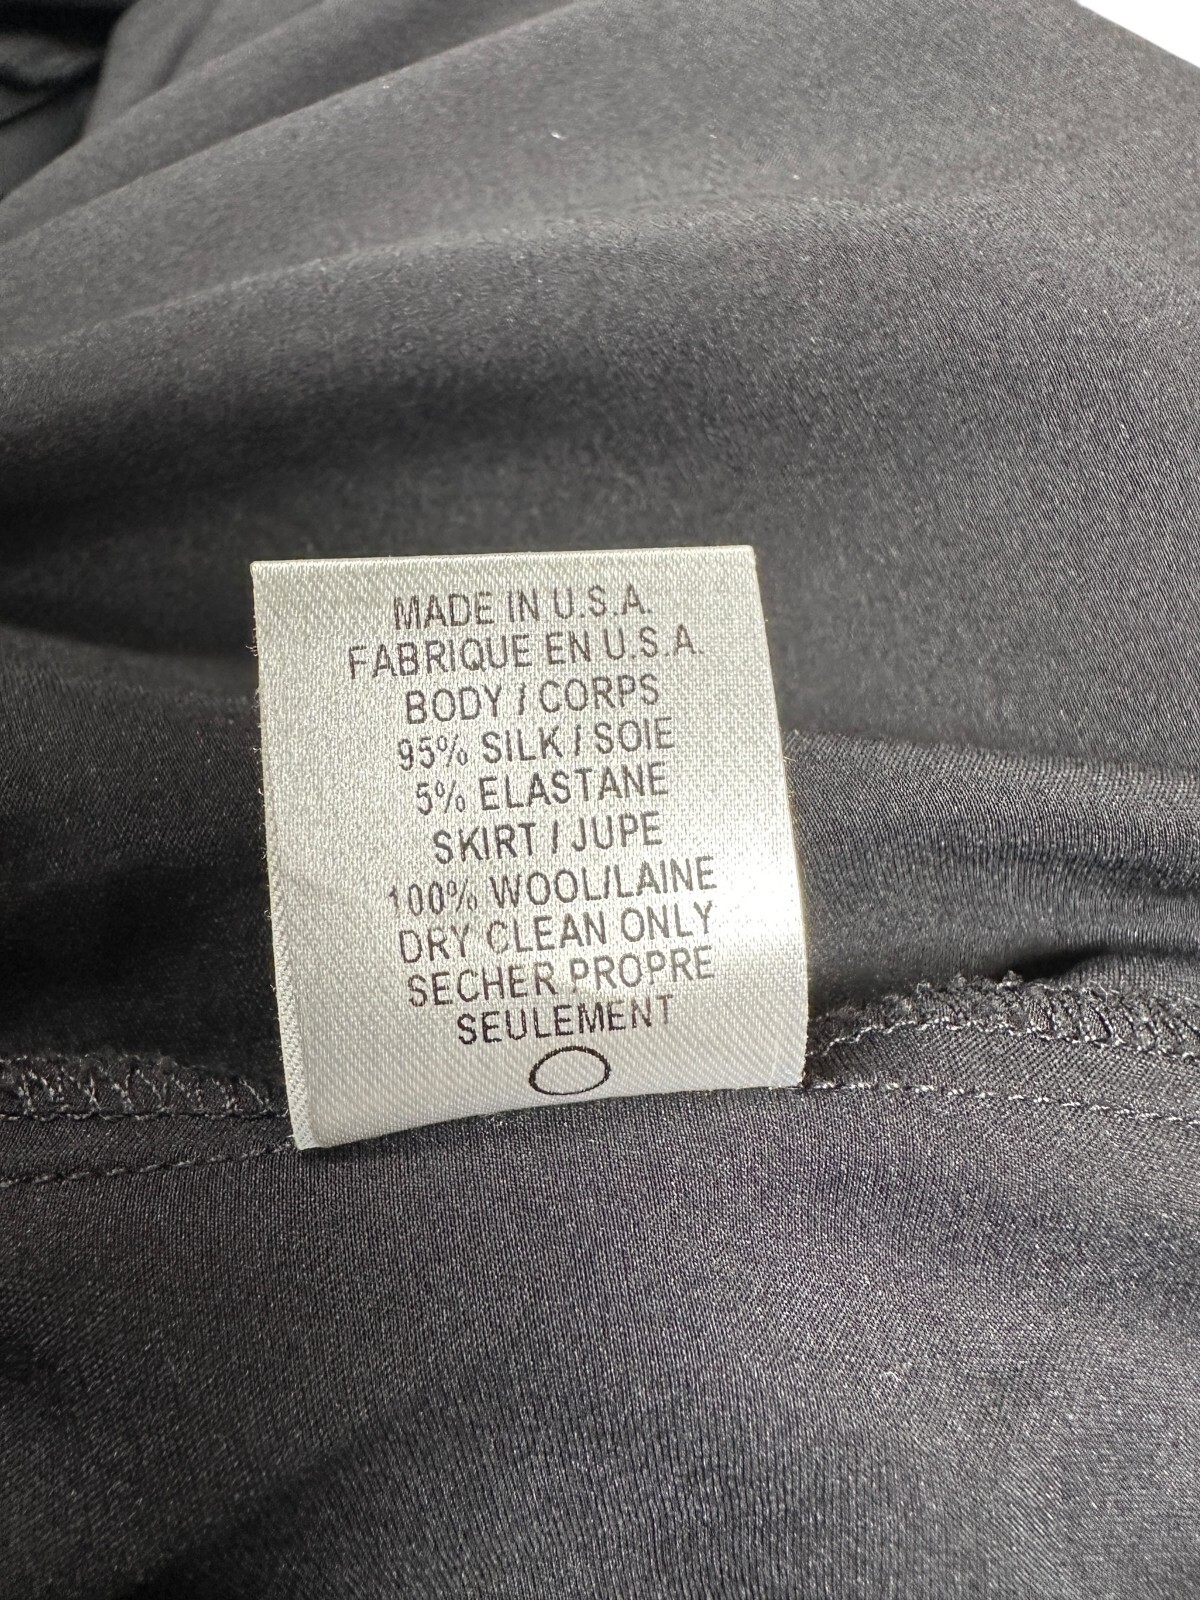 MADE IN U.S.A.
FABRIQUE EN U.S.A.
BODY / CORPS
95% SILK / SOIE
5% ELASTANE
SKIRT / JUPE
100% WOOL/LAINE
DRY CLEAN ONLY
SECHER PROPRE
SEULEMENT